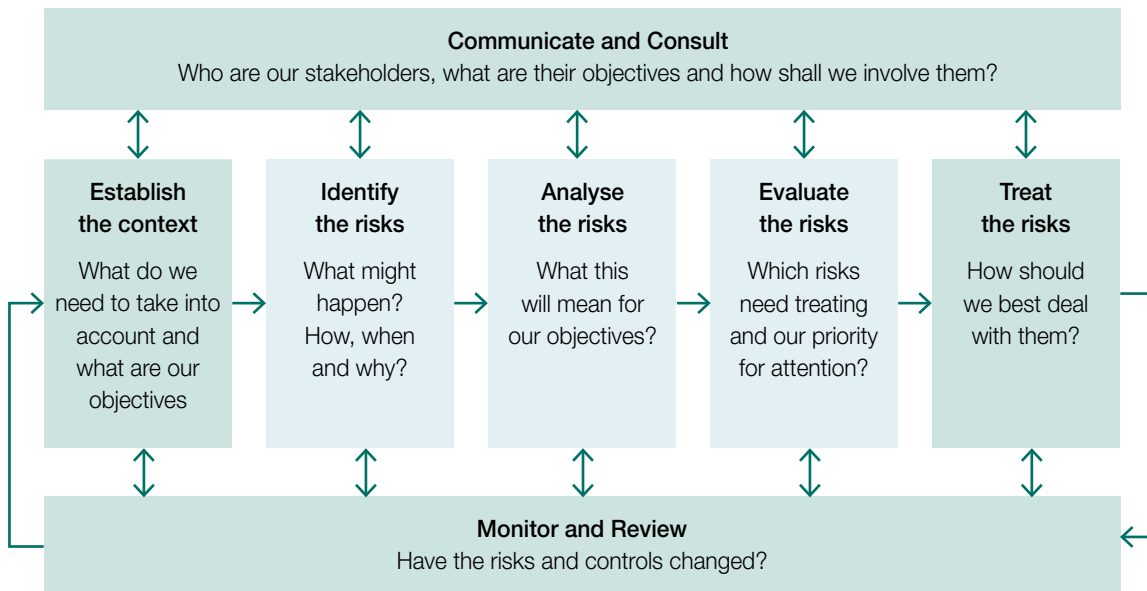 Communicate and Consult
Who are our stakeholders, what are their objectives and how shall we involve them?
Establish
the context
What do we
need to take into
account and
what are our
objectives
Identify
the risks
What might
happen?
How, when
and why?
Analyse
the risks
What this
will mean for
our objectives?
Evaluate
the risks
Which risks
need treating
and our priority
for attention?
Treat
the risks
How should
we best deal
with them?
Monitor and Review
Have the risks and controls changed?